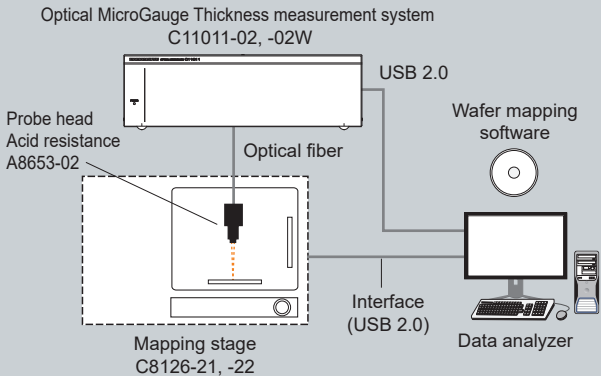 Optical MicroGauge Thickness measurement system
C11011-02, -02W
USB 2.0
Wafer mapping
software
Probe head
Acid resistance
A8653-02
Optical fiber
Interface
(USB 2.0)
Data analyzer
Mapping stage
C8126-21, -22